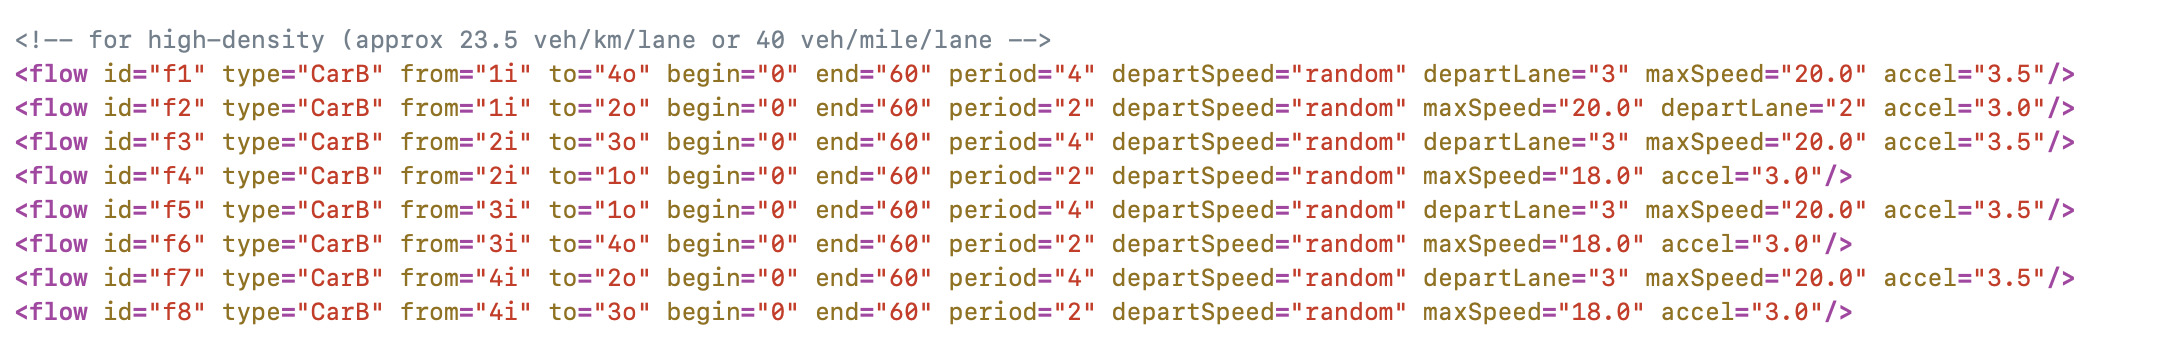 <!-- for high-density (approx 23.5 veh/km/lane or 40 veh/mile/lane -->
<flow id="f1" type="CarB" from="1i" to="4o" begin="0" end="60" period="4" departSpeed="random" departLane="3" maxSpeed="20.0" accel="3.5"/>
<flow id="f2" type="CarB" from="1i" to="2o" begin="0" end="60" period="2" departSpeed="random" maxSpeed="20.0" departLane="2" accel="3.0"/>
<flow id="f3" type="CarB" from="2i" to="3o" begin="0" end="60" period="4" departSpeed="random" departLane="3" maxSpeed="20.0" accel="3.5"/>
<flow id="f4" type="CarB" from="2i" to="1o" begin="0" end="60" period="2" departSpeed="random" maxSpeed="18.0" accel="3.0"/>
<flow id="f5" type="CarB" from="3i" to="1o" begin="0" end="60" period="4" departSpeed="random" departLane="3" maxSpeed="20.0" accel="3.5"/>
<flow id="f6" type="CarB" from="3i" to="4o" begin="0" end="60" period="2" departSpeed="random" maxSpeed="18.0" accel="3.0"/>
<flow id="f7" type="CarB" from="4i" to="2o" begin="0" end="60" period="4" departSpeed="random" departLane="3" maxSpeed="20.0" accel="3.5"/>
<flow id="f8" type="CarB" from="4i" to="3o" begin="0" end="60" period="2" departSpeed="random" maxSpeed="18.0" accel="3.0"/>